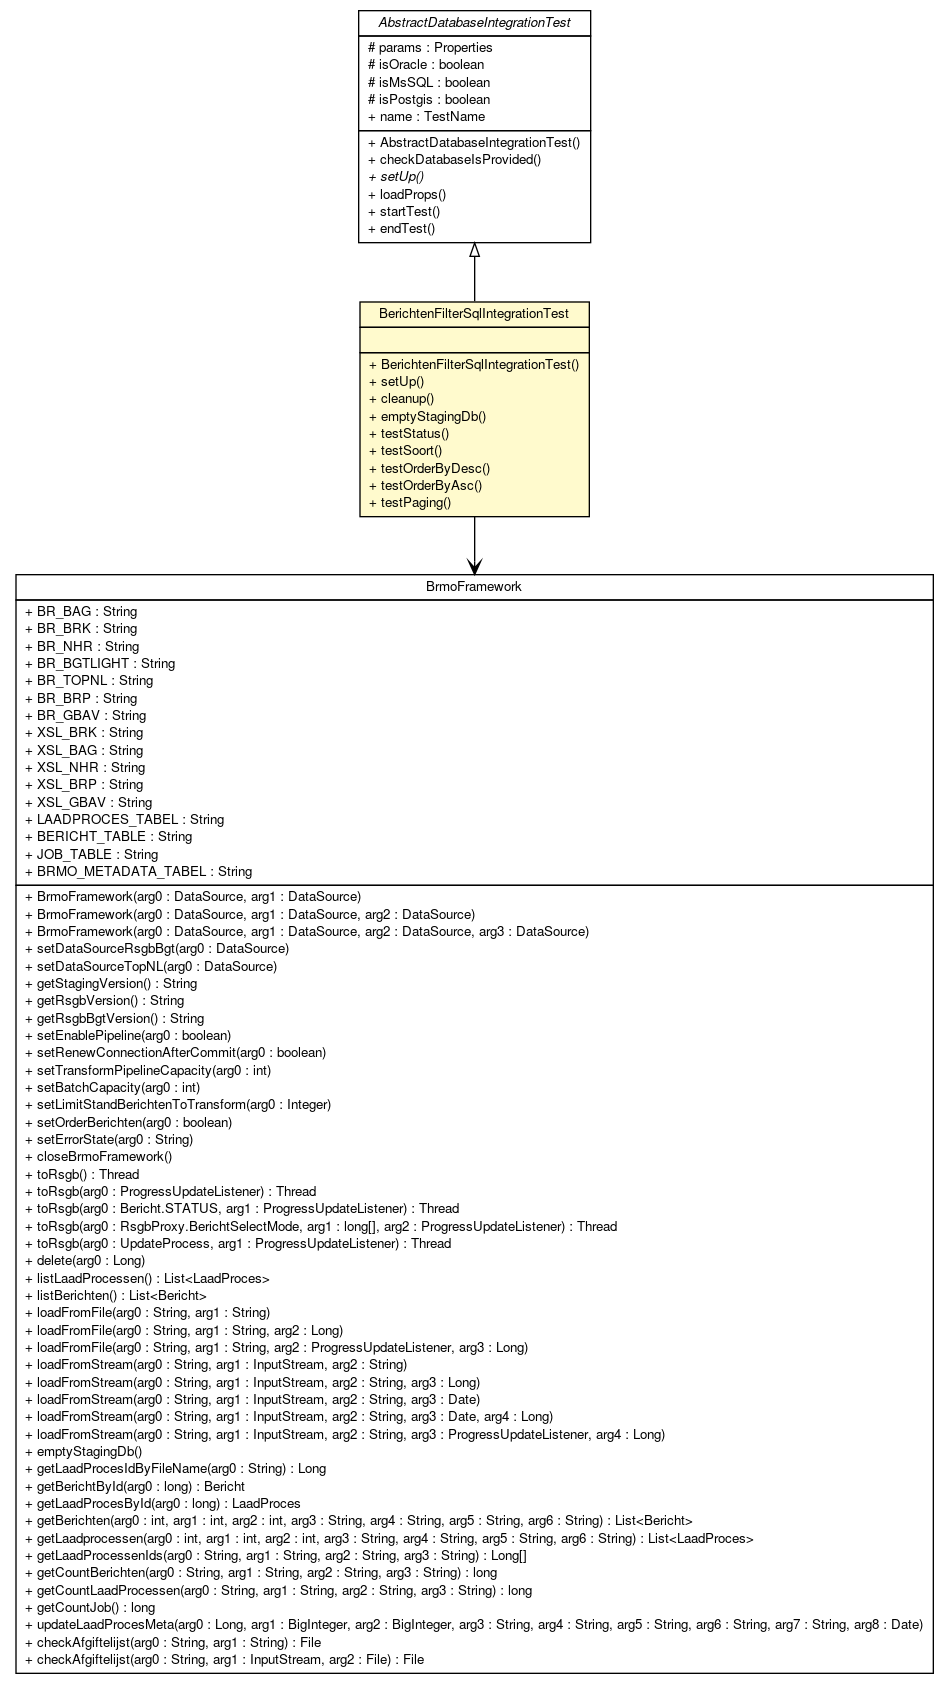 AbstractDatabaseIntegrationTest
# params : Properties
# isOracle : boolean
# isMsSQL : boolean
# isPostgis : boolean
+ name : TestName
+ AbstractDatabaseIntegrationTest()
+ checkDatabaseIsProvided()
+ setUp()
+ loadProps()
+ startTest()
+ endTest()
BerichtenFilterSqlIntegrationTest
+ BerichtenFilterSqlIntegrationTest()
+ setUp()
+ cleanup()
+ emptyStagingDb()
+ testStatus()
+ testSoort()
+ testOrderByDesc()
+ testOrderByAsc()
+ testPaging()
BrmoFramework
+ BR_BAG : String
+ BR_BRK : String
+ BR_NHR : String
+ BR_BGTLIGHT : String
+ BR_TOPNL : String
+ BR_BRP : String
+ BR_GBAV : String
+ XSL_BRK : String
+ XSL_BAG : String
+ XSL_NHR : String
+ XSL_BRP : String
+ XSL_GBAV : String
+ LAADPROCES_TABEL : String
+ BERICHT_TABLE : String
+ JOB_TABLE : String
+ BRMO_METADATA_TABEL : String
+ BrmoFramework(arg0 : DataSource, arg1 : DataSource)
+ BrmoFramework(arg0 : DataSource, arg1 : DataSource, arg2 : DataSource)
+ BrmoFramework(arg0 : DataSource, arg1 : DataSource, arg2 : DataSource, arg3 : DataSource)
+ setDataSourceRsgbBgt(arg0 : DataSource)
+ setDataSourceTopNL(arg0 : DataSource)
+ getStagingVersion() : String
+ getRsgbVersion() : String
+ getRsgbBgtVersion() : String
+ setEnablePipeline(arg0 : boolean)
+ setRenewConnectionAfterCommit(arg0 : boolean)
+ setTransformPipelineCapacity(arg0 : int)
+ setBatchCapacity(arg0 : int)
+ setLimitStandBerichtenToTransform(arg0 : Integer)
+ setOrderBerichten(arg0 : boolean)
+ setErrorState(arg0 : String)
+ closeBrmoFramework()
+ toRsgb() : Thread
+ toRsgb(arg0 : ProgressUpdateListener) : Thread
+ toRsgb(arg0 : Bericht.STATUS, arg1 : ProgressUpdateListener) : Thread
+ toRsgb(arg0 : RsgbProxy.BerichtSelectMode, arg1 : long[], arg2 : ProgressUpdateListener) : Thread
+ toRsgb(arg0 : UpdateProcess, arg1 : ProgressUpdateListener) : Thread
+ delete(arg0 : Long)
+ listLaadProcessen() : List<LaadProces>
+ listBerichten() : List<Bericht>
+ loadFromFile(arg0 : String, arg1 : String)
+ loadFromFile(arg0 : String, arg1 : String, arg2 : Long)
+ loadFromFile(arg0 : String, arg1 : String, arg2 : ProgressUpdateListener, arg3 : Long)
+ loadFromStream(arg0 : String, arg1 : InputStream, arg2 : String)
+ loadFromStream(arg0 : String, arg1 : InputStream, arg2 : String, arg3 : Long)
+ loadFromStream(arg0 : String, arg1 : InputStream, arg2 : String, arg3 : Date)
+ loadFromStream(arg0 : String, arg1 : InputStream, arg2 : String, arg3 : Date, arg4 : Long)
+ loadFromStream(arg0 : String, arg1 : InputStream, arg2 : String, arg3 : ProgressUpdateListener, arg4 : Long)
+ emptyStagingDb()
+ getLaadProcesIdByFileName(arg0 : String) : Long
+ getBerichtById(arg0 : long) : Bericht
+ getLaadProcesById(arg0 : long) : LaadProces
+ getBerichten(arg0 : int, arg1 : int, arg2 : int, arg3 : String, arg4 : String, arg5 : String, arg6 : String) : List<Bericht>
+ getLaadprocessen(arg0 : int, arg1 : int, arg2 : int, arg3 : String, arg4 : String, arg5 : String, arg6 : String) : List<LaadProces>
+ getLaadProcessenIds(arg0 : String, arg1 : String, arg2 : String, arg3 : String) : Long[]
+ getCountBerichten(arg0 : String, arg1 : String, arg2 : String, arg3 : String) : long
+ getCountLaadProcessen(arg0 : String, arg1 : String, arg2 : String, arg3 : String) : long
+ getCountJob() : long
+ updateLaadProcesMeta(arg0 : Long, arg1 : BigInteger, arg2 : BigInteger, arg3 : String, arg4 : String, arg5 : String, arg6 : String, arg7 : String, arg8 : Date)
+ checkAfgiftelijst(arg0 : String, arg1 : String) : File
+ checkAfgiftelijst(arg0 : String, arg1 : InputStream, arg2 : File) : File